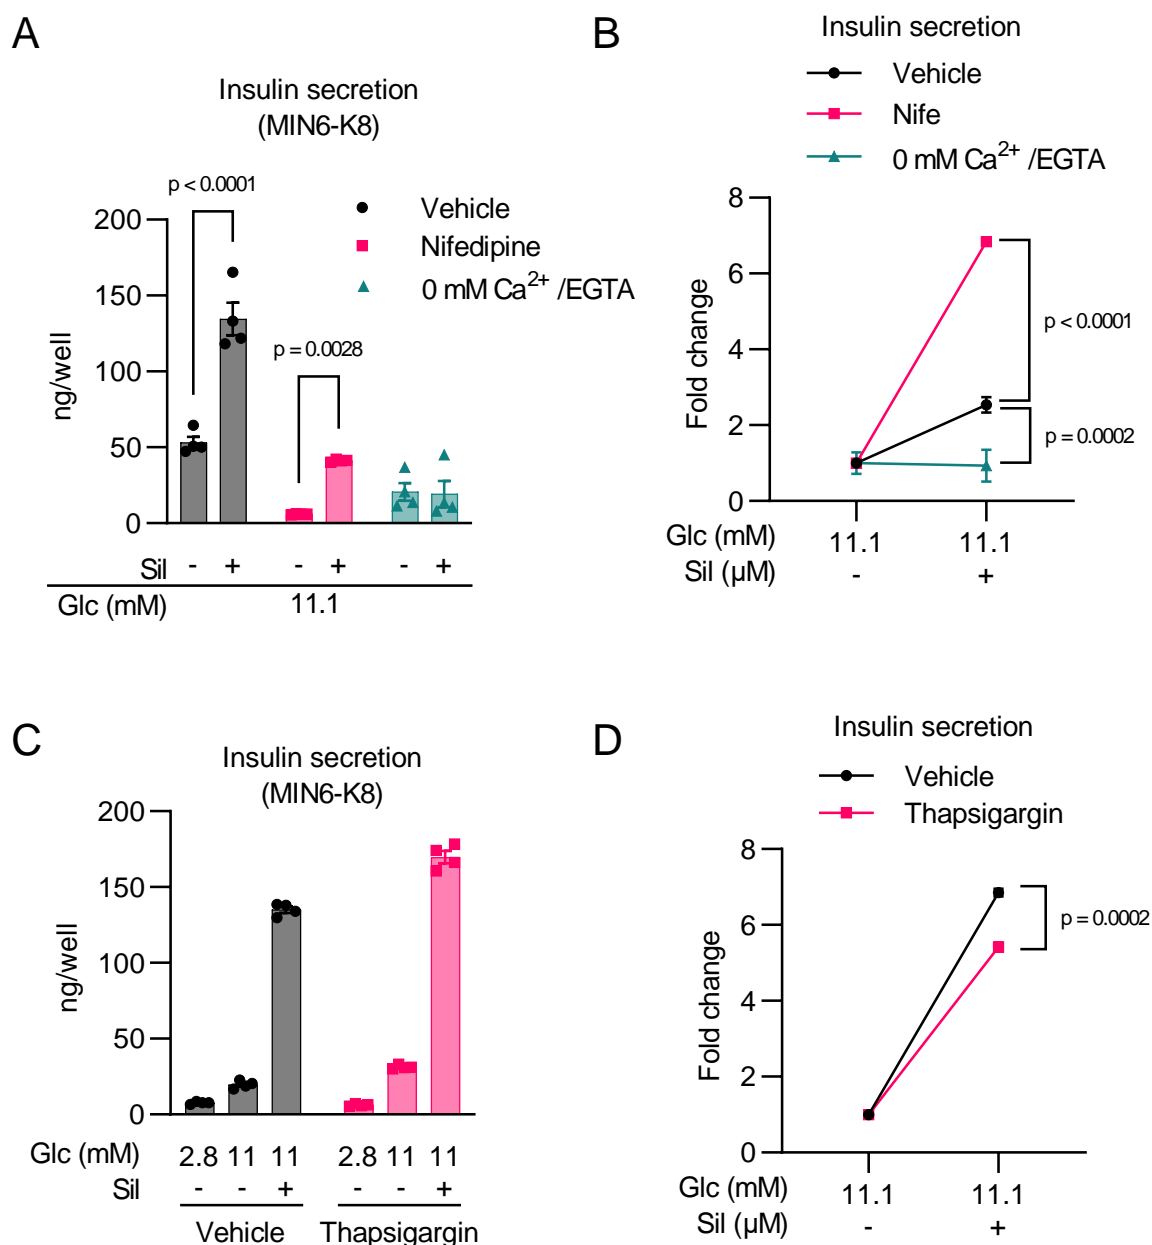 A
Insulin secretion
(MIN6-K8)
p < 0.0001
Vehicle
Nifedipine
0 mM Ca2+ /EGTA
p = 0.0028
200
150
100
50
0
ng/well
Sil - + - + - +
Glc (mM) 11.1
B
Insulin secretion
Vehicle
Nife
0 mM Ca2+ /EGTA
8
6
4
2
0
Fold change
p < 0.0001
p = 0.0002
Glc (mM) 11.1 11.1
Sil (µM) - +
C
Insulin secretion
(MIN6-K8)
200
150
100
50
0
ng/well
Glc (mM) 2.8 11 11 2.8 11 11
Sil - - + - - +
Vehicle Thapsigargin
D
Insulin secretion
Vehicle
Thapsigargin
8
6
4
2
0
Fold change
p = 0.0002
Glc (mM) 11.1 11.1
Sil (µM) - +